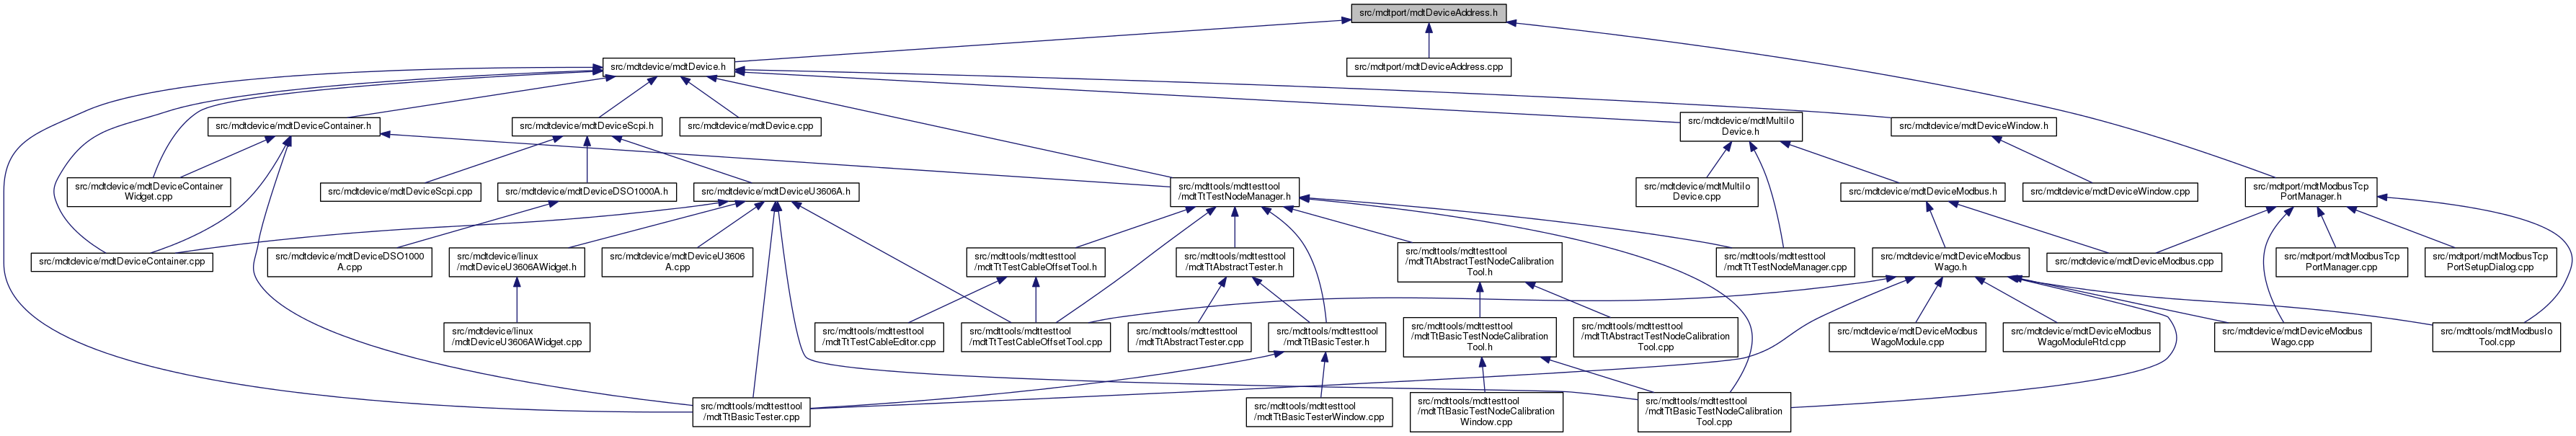 src/mdtport/mdtDeviceAddress.h
src/mdtdevice/mdtDevice.h
src/mdtport/mdtDeviceAddress.cpp
src/mdtdevice/mdtDeviceContainer.h
src/mdtdevice/mdtDeviceScpi.h
src/mdtdevice/mdtDevice.cpp
src/mdtdevice/mdtMultiIo
Device.h
src/mdtdevice/mdtDeviceWindow.h
src/mdtdevice/mdtDeviceContainer
Widget.cpp
src/mdtdevice/mdtDeviceScpi.cpp
src/mdtdevice/mdtDeviceDSO1000A.h
src/mdtdevice/mdtDeviceU3606A.h
src/mdttools/mdttesttool
/mdtTtTestNodeManager.h
src/mdtdevice/mdtMultiIo
Device.cpp
src/mdtdevice/mdtDeviceModbus.h
src/mdtdevice/mdtDeviceWindow.cpp
src/mdtport/mdtModbusTcp
PortManager.h
src/mdtdevice/mdtDeviceContainer.cpp
src/mdtdevice/mdtDeviceDSO1000
A.cpp
src/mdtdevice/linux
/mdtDeviceU3606AWidget.h
src/mdtdevice/mdtDeviceU3606
A.cpp
src/mdttools/mdttesttool
/mdtTtTestCableOffsetTool.h
src/mdttools/mdttesttool
/mdtTtAbstractTester.h
src/mdttools/mdttesttool
/mdtTtAbstractTestNodeCalibration
Tool.h
src/mdttools/mdttesttool
/mdtTtTestNodeManager.cpp
src/mdtdevice/mdtDeviceModbus
Wago.h
src/mdtdevice/mdtDeviceModbus.cpp
src/mdtport/mdtModbusTcp
PortManager.cpp
src/mdtport/mdtModbusTcp
PortSetupDialog.cpp
src/mdtdevice/linux
/mdtDeviceU3606AWidget.cpp
src/mdttools/mdttesttool
/mdtTtTestCableEditor.cpp
src/mdttools/mdttesttool
/mdtTtTestCableOffsetTool.cpp
src/mdttools/mdttesttool
/mdtTtAbstractTester.cpp
src/mdttools/mdttesttool
/mdtTtBasicTester.h
src/mdttools/mdttesttool
/mdtTtBasicTestNodeCalibration
Tool.h
src/mdttools/mdttesttool
/mdtTtAbstractTestNodeCalibration
Tool.cpp
src/mdtdevice/mdtDeviceModbus
WagoModule.cpp
src/mdtdevice/mdtDeviceModbus
WagoModuleRtd.cpp
src/mdtdevice/mdtDeviceModbus
Wago.cpp
src/mdttools/mdtModbusIo
Tool.cpp
src/mdttools/mdttesttool
/mdtTtBasicTester.cpp
src/mdttools/mdttesttool
/mdtTtBasicTesterWindow.cpp
src/mdttools/mdttesttool
/mdtTtBasicTestNodeCalibration
Window.cpp
src/mdttools/mdttesttool
/mdtTtBasicTestNodeCalibration
Tool.cpp